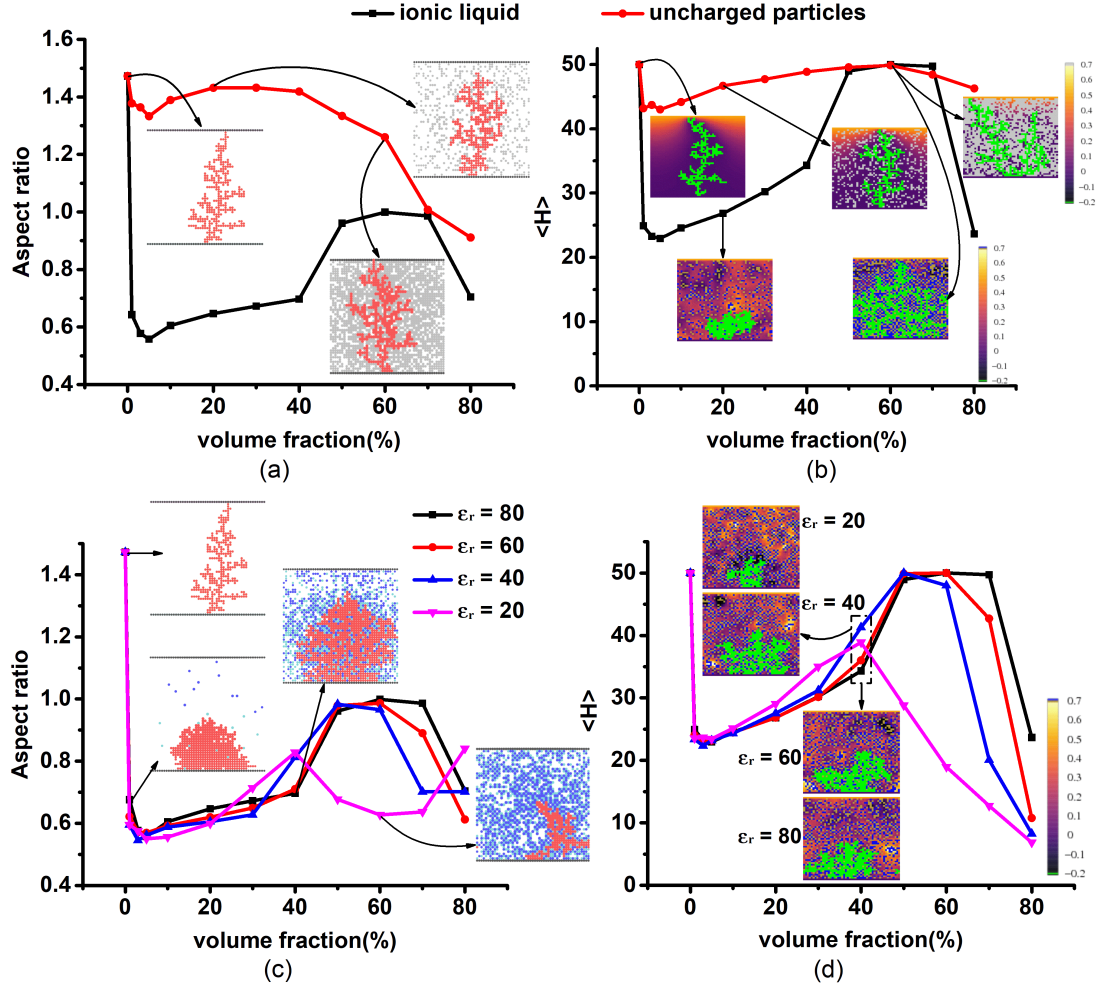 ionic liquid
uncharged particles
1.6
1.4
1.2
1.0
0.8
0.6
0.4
Aspect ratio
0 20 40 60 80
volume fraction(%)
(a)
50
42
33
25
17
8
0
<H>
0.7
0.6
0.5
0.4
0.3
0.2
0.1
0
−0.1
−0.2
0.7
0.6
0.5
0.4
0.3
0.2
0.1
0
−0.1
−0.2
0 20 40 60 80
volume fraction(%)
(b)
εr = 80
εr = 60
εr = 40
εr = 20
1.4
1.2
1.0
0.8
0.6
0.4
Aspect ratio
0 20 40 60 80
volume fraction(%)
(c)
εr = 20
εr = 40
εr = 60
εr = 80
50
40
30
20
10
0
<H>
0.7
0.6
0.5
0.4
0.3
0.2
0.1
0
−0.1
−0.2
0 20 40 60 80
volume fraction(%)
(d)